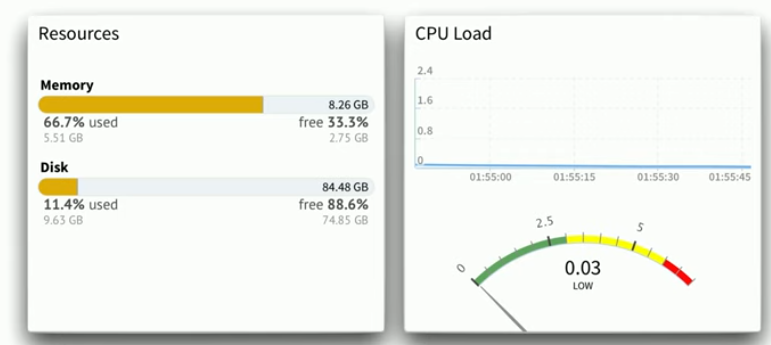 Resources
Memory
8.26 GB
66.7% used free 33.3%
5.51 GB 2.75 GB
Disk
84.48 GB
11.4% used free 88.6%
9.63 GB 74.85 GB
CPU Load
2.4
1.6
0.8
0
01:55:00 01:55:15 01:55:30 01:55:45
0 2.5 5
0.03
LOW